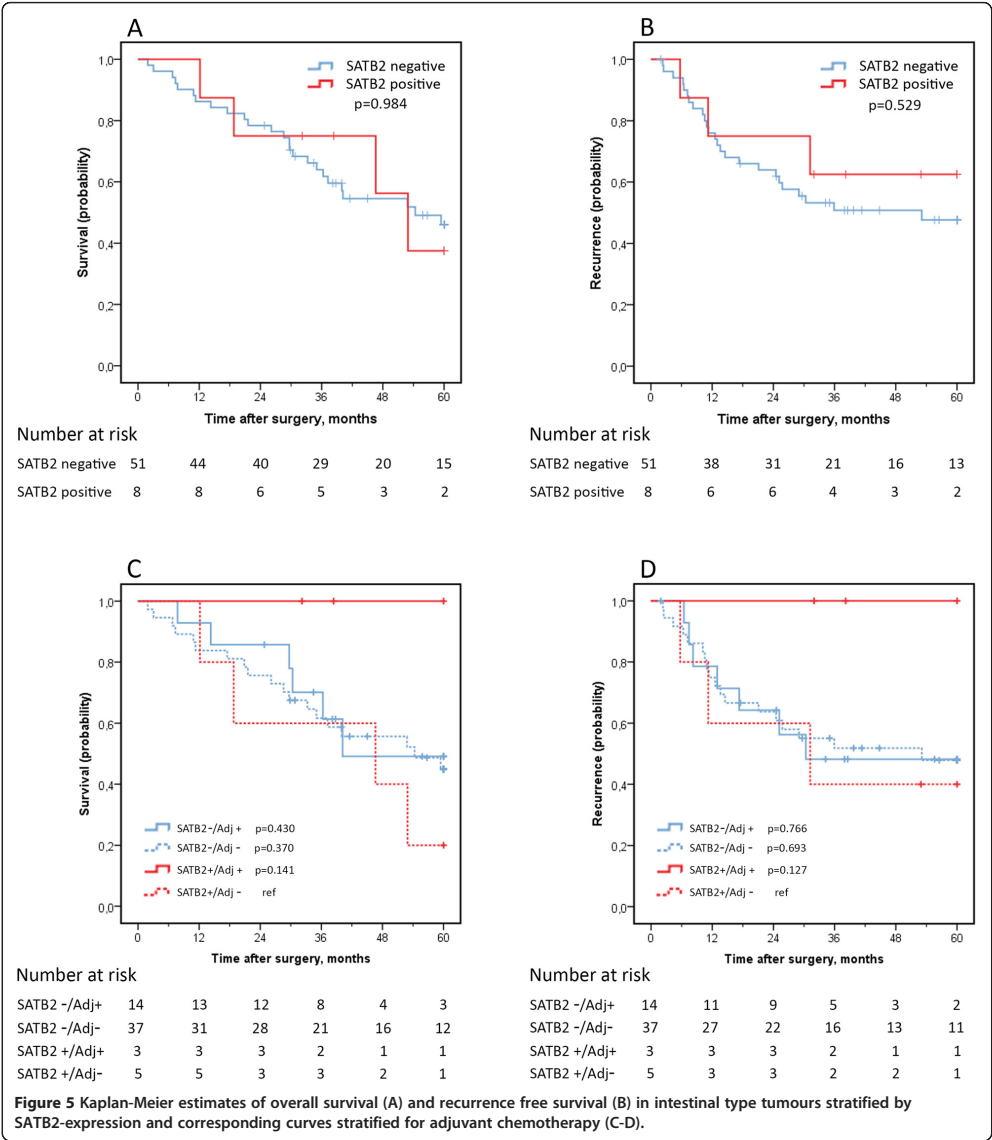 A
SATB2 negative
SATB2 positive
p=0.984
Survival (probability)
1,0
0,8
0,6
0,4
0,2
0,0
0 12 24 36 48 60
Time after surgery, months
Number at risk
SATB2 negative 51 44 40 29 20 15
SATB2 positive 8 8 6 5 3 2
B
SATB2 negative
SATB2 positive
p=0.529
Recurrence (probability)
1,0
0,8
0,6
0,4
0,2
0,0
0 12 24 36 48 60
Time after surgery, months
Number at risk
SATB2 negative 51 38 31 21 16 13
SATB2 positive 8 6 6 4 3 2
C
Survival (probability)
1,0
0,8
0,6
0,4
0,2
0,0
SATB2-/Adj + p=0.430
SATB2-/Adj - p=0.370
SATB2+/Adj + p=0.141
SATB2+/Adj - ref
0 12 24 36 48 60
Time after surgery, months
Number at risk
SATB2 -/Adj+ 14 13 12 8 4 3
SATB2 -/Adj- 37 31 28 21 16 12
SATB2 +/Adj+ 3 3 3 2 1 1
SATB2 +/Adj- 5 5 3 3 2 1
D
Recurrence (probability)
1,0
0,8
0,6
0,4
0,2
0,0
SATB2-/Adj + p=0.766
SATB2-/Adj - p=0.693
SATB2+/Adj + p=0.127
SATB2+/Adj - ref
0 12 24 36 48 60
Time after surgery, months
Number at risk
SATB2 -/Adj+ 14 11 9 5 3 2
SATB2 -/Adj- 37 27 22 16 13 11
SATB2 +/Adj+ 3 3 3 2 1 1
SATB2 +/Adj- 5 3 3 2 2 1
Figure 5 Kaplan-Meier estimates of overall survival (A) and recurrence free survival (B) in intestinal type tumours stratified by
SATB2-expression and corresponding curves stratified for adjuvant chemotherapy (C-D).